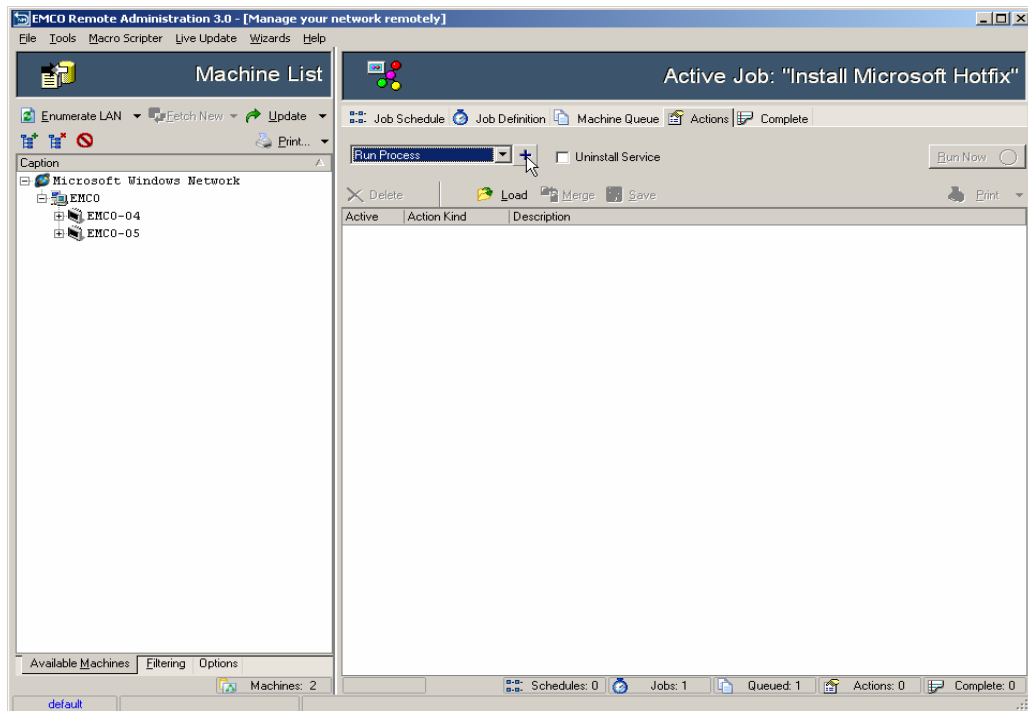 EMCO Remote Administration 3.0 - [Manage your network remotely]
File Tools Macro Scripter Live Update Wizards Help
Machine List
Active Job: "Install Microsoft Hotfix"
Enumerate LAN Fetch New Update
Job Schedule Job Definition Machine Queue Actions Complete
Print...
Run Process
Uninstall Service
Run Now
Caption
Microsoft Windows Network
EMCO
EMCO-04
EMCO-05
Delete Load Merge Save Print
Active Action Kind Description
Available Machines Filtering Options
Machines: 2
Schedules: 0 Jobs: 1 Queued: 1 Actions: 0 Complete: 0
default